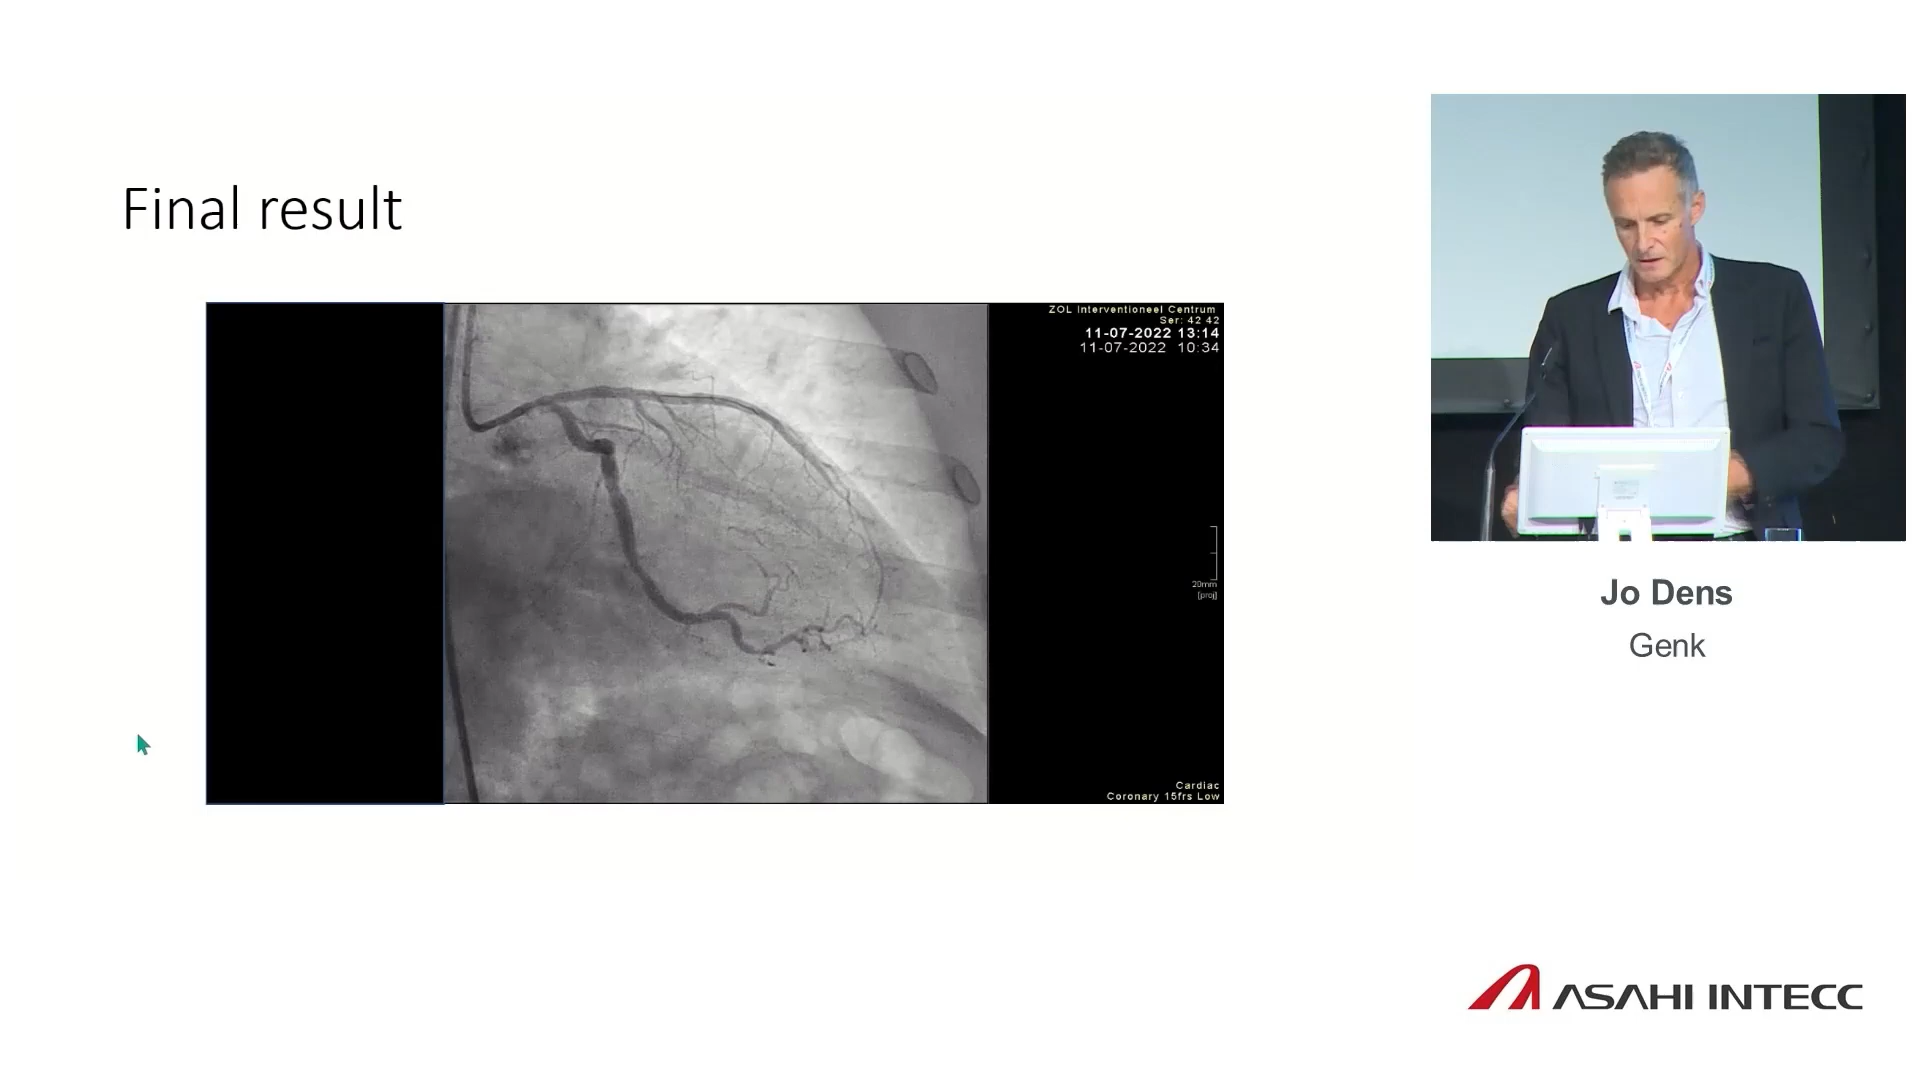 Final result
ZOL Interventioneel Centrum
Ser: 42 42
11-07-2022 13:14
11-07-2022 10:34
20mm
[proj]
Cardiac
Coronary 15frs Low
Jo Dens
Genk
ASAHI INTECC